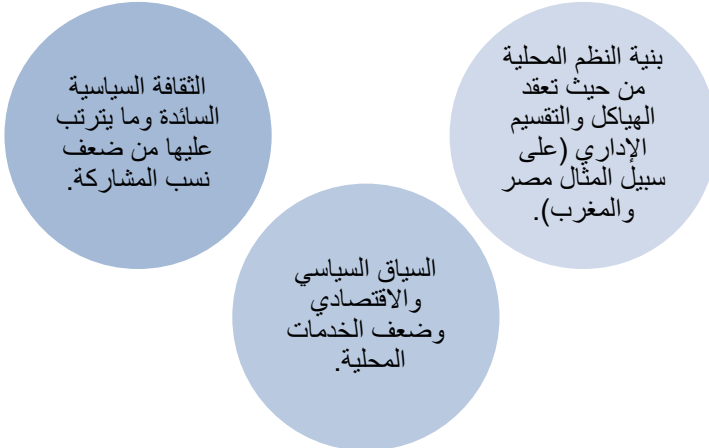 بنية النظم المحلية
من حيث تعقد
الهياكل والتقسيم
الإداري (على
سبيل المثال مصر
والمغرب).
السياق السياسي
والاقتصادي
وضعف الخدمات
المحلية.
الثقافة السياسية
السائدة وما يترتب
عليها من ضعف
نسب المشاركة.